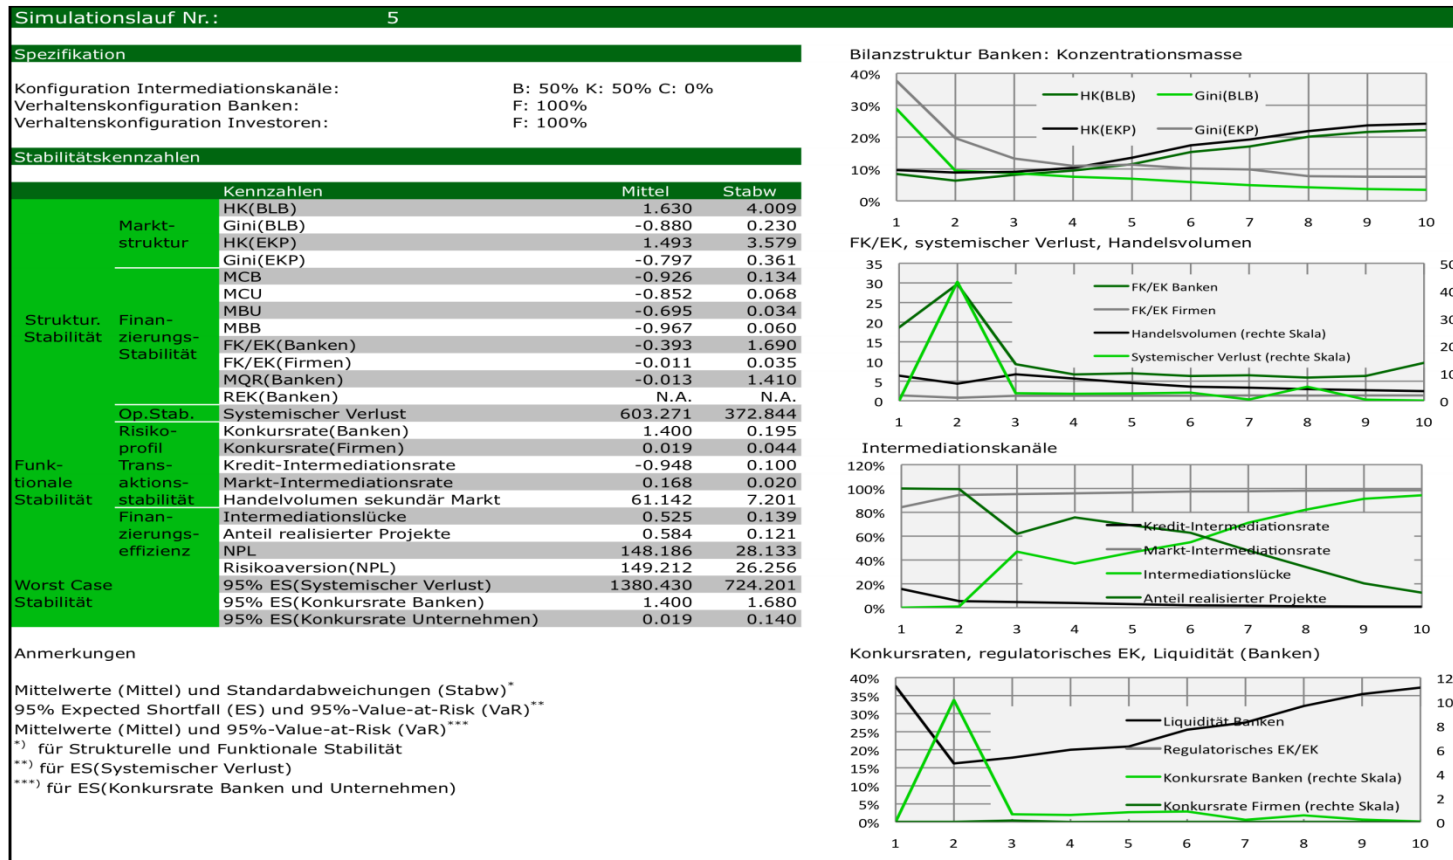 Simulationslauf Nr.: 5
Spezifikation
Konfiguration Intermediationskanäle: B: 50% K: 50% C: 0%
Verhaltenskonfiguration Banken: F: 100%
Verhaltenskonfiguration Investoren: F: 100%
Stabilitätskennzahlen
Kennzahlen Mittel Stabw
Struktur. Stabilität
Markt-struktur
HK(BLB) 1.630 4.009
Gini(BLB) -0.880 0.230
HK(EKP) 1.493 3.579
Gini(EKP) -0.797 0.361
Finan-zierungs-Stabilität
MCB -0.926 0.134
MCU -0.852 0.068
MBU -0.695 0.034
MBB -0.967 0.060
FK/EK(Banken) -0.393 1.690
FK/EK(Firmen) -0.011 0.035
MQR(Banken) -0.013 1.410
REK(Banken) N.A. N.A.
Op.Stab. Systemischer Verlust 603.271 372.844
Risiko-profil
Konkursrate(Banken) 1.400 0.195
Konkursrate(Firmen) 0.019 0.044
Funk-tionale Stabilität
Trans-aktions-stabilität
Kredit-Intermediationsrate -0.948 0.100
Markt-Intermediationsrate 0.168 0.020
Handelvolumen sekundär Markt 61.142 7.201
Finan-zierungs-effizienz
Intermediationslücke 0.525 0.139
Anteil realisierter Projekte 0.584 0.121
NPL 148.186 28.133
Risikoaversion(NPL) 149.212 26.256
Worst Case Stabilität
95% ES(Systemischer Verlust) 1380.430 724.201
95% ES(Konkursrate Banken) 1.400 1.680
95% ES(Konkursrate Unternehmen) 0.019 0.140
Anmerkungen
Mittelwerte (Mittel) und Standardabweichungen (Stabw)*
95% Expected Shortfall (ES) und 95%-Value-at-Risk (VaR)**
Mittelwerte (Mittel) und 95%-Value-at-Risk (VaR)***
*) für Strukturelle und Funktionale Stabilität
**) für ES(Systemischer Verlust)
***) für ES(Konkursrate Banken und Unternehmen)
Bilanzstruktur Banken: Konzentrationsmasse
40%
30%
20%
10%
0%
HK(BLB) Gini(BLB)
HK(EKP) Gini(EKP)
1 2 3 4 5 6 7 8 9 10
FK/EK, systemischer Verlust, Handelsvolumen
35
30
25
20
15
10
5
0
FK/EK Banken
FK/EK Firmen
Handelsvolumen (rechte Skala)
Systemischer Verlust (rechte Skala)
50
40
30
20
10
0
1 2 3 4 5 6 7 8 9 10
Intermediationskanäle
120%
100%
80%
60%
40%
20%
0%
Kredit-Intermediationsrate
Markt-Intermediationsrate
Intermediationslücke
Anteil realisierter Projekte
1 2 3 4 5 6 7 8 9 10
Konkursraten, regulatorisches EK, Liquidität (Banken)
40%
35%
30%
25%
20%
15%
10%
5%
0%
Liquidität Banken
Regulatorisches EK/EK
Konkursrate Banken (rechte Skala)
Konkursrate Firmen (rechte Skala)
12
10
8
6
4
2
0
1 2 3 4 5 6 7 8 9 10